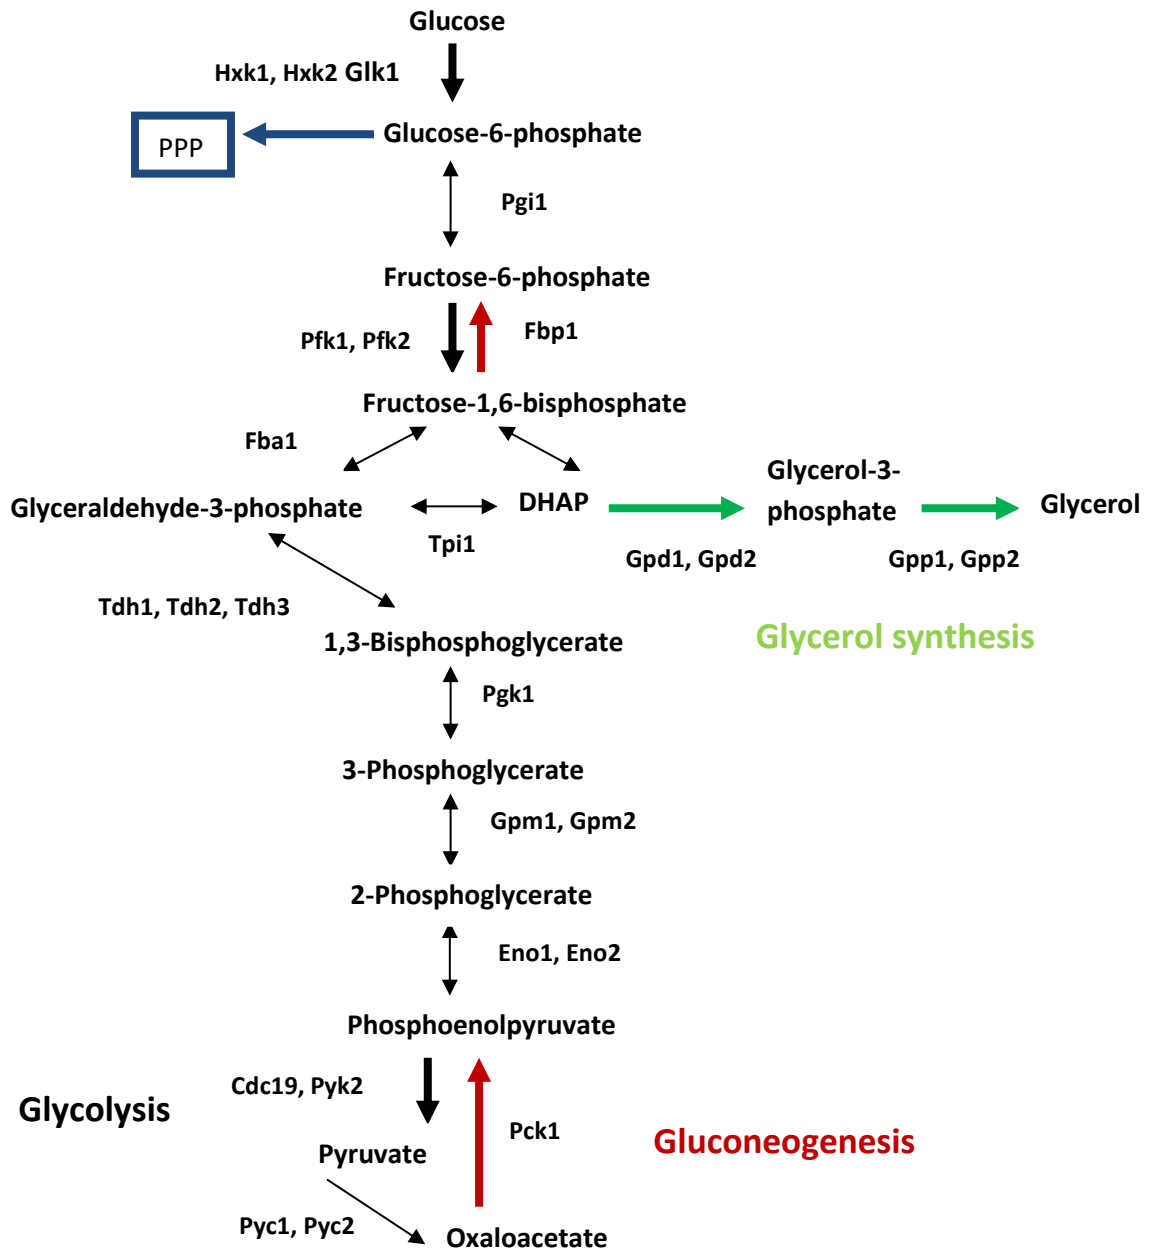 Glucose
Hxk1, Hxk2 Glk1
PPP
Glucose-6-phosphate
Pgi1
Fructose-6-phosphate
Pfk1, Pfk2
Fbp1
Fructose-1,6-bisphosphate
Fba1
Glyceraldehyde-3-phosphate
DHAP
Glycerol-3-
phosphate
Glycerol
Tpi1
Gpd1, Gpd2
Gpp1, Gpp2
Tdh1, Tdh2, Tdh3
1,3-Bisphosphoglycerate
Glycerol synthesis
Pgk1
3-Phosphoglycerate
Gpm1, Gpm2
2-Phosphoglycerate
Eno1, Eno2
Phosphoenolpyruvate
Cdc19, Pyk2
Glycolysis
Pck1
Gluconeogenesis
Pyruvate
Pyc1, Pyc2
Oxaloacetate